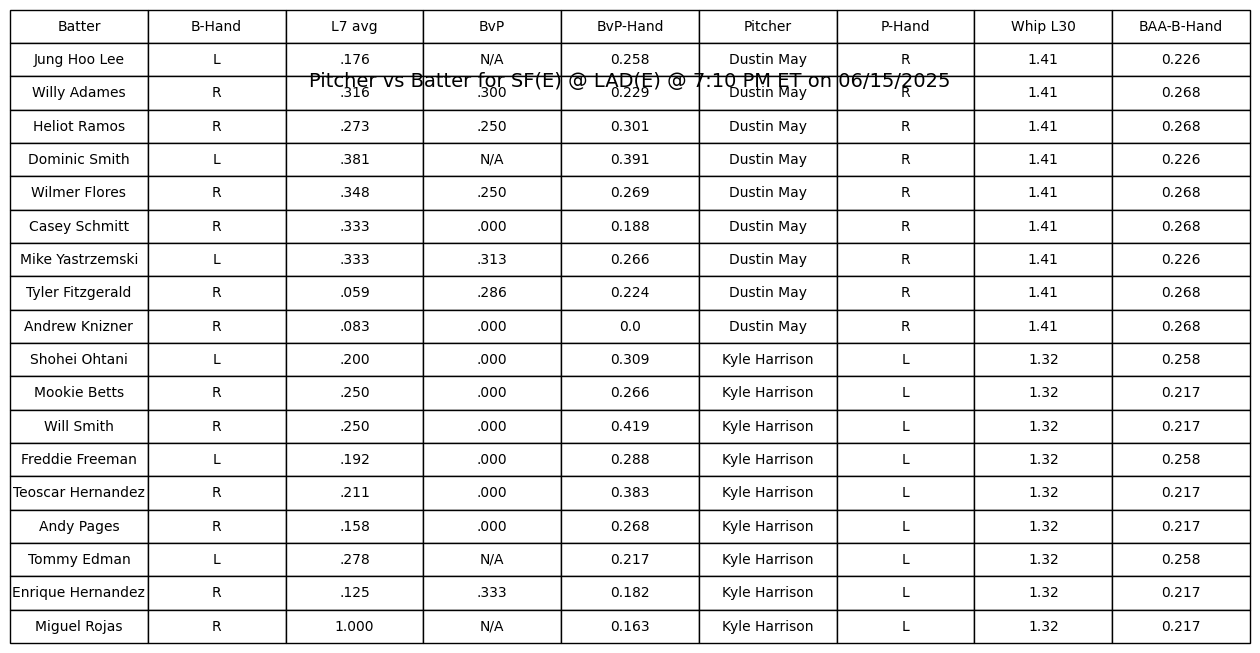 Batter B-Hand L7 avg BvP BvP-Hand Pitcher P-Hand Whip L30 BAA-B-Hand
Jung Hoo Lee L .176 N/A 0.258 Dustin May R 1.41 0.226
Pitcher vs Batter for SF(E) @ LAD(E) @ 7:10 PM ET on 06/15/2025
Willy Adames R .316 .300 0.229 Dustin May R 1.41 0.268
Heliot Ramos R .273 .250 0.301 Dustin May R 1.41 0.268
Dominic Smith L .381 N/A 0.391 Dustin May R 1.41 0.226
Wilmer Flores R .348 .250 0.269 Dustin May R 1.41 0.268
Casey Schmitt R .333 .000 0.188 Dustin May R 1.41 0.268
Mike Yastrzemski L .333 .313 0.266 Dustin May R 1.41 0.226
Tyler Fitzgerald R .059 .286 0.224 Dustin May R 1.41 0.268
Andrew Knizner R .083 .000 0.0 Dustin May R 1.41 0.268
Shohei Ohtani L .200 .000 0.309 Kyle Harrison L 1.32 0.258
Mookie Betts R .250 .000 0.266 Kyle Harrison L 1.32 0.217
Will Smith R .250 .000 0.419 Kyle Harrison L 1.32 0.217
Freddie Freeman L .192 .000 0.288 Kyle Harrison L 1.32 0.258
Teoscar Hernandez R .211 .000 0.383 Kyle Harrison L 1.32 0.217
Andy Pages R .158 .000 0.268 Kyle Harrison L 1.32 0.217
Tommy Edman L .278 N/A 0.217 Kyle Harrison L 1.32 0.258
Enrique Hernandez R .125 .333 0.182 Kyle Harrison L 1.32 0.217
Miguel Rojas R 1.000 N/A 0.163 Kyle Harrison L 1.32 0.217